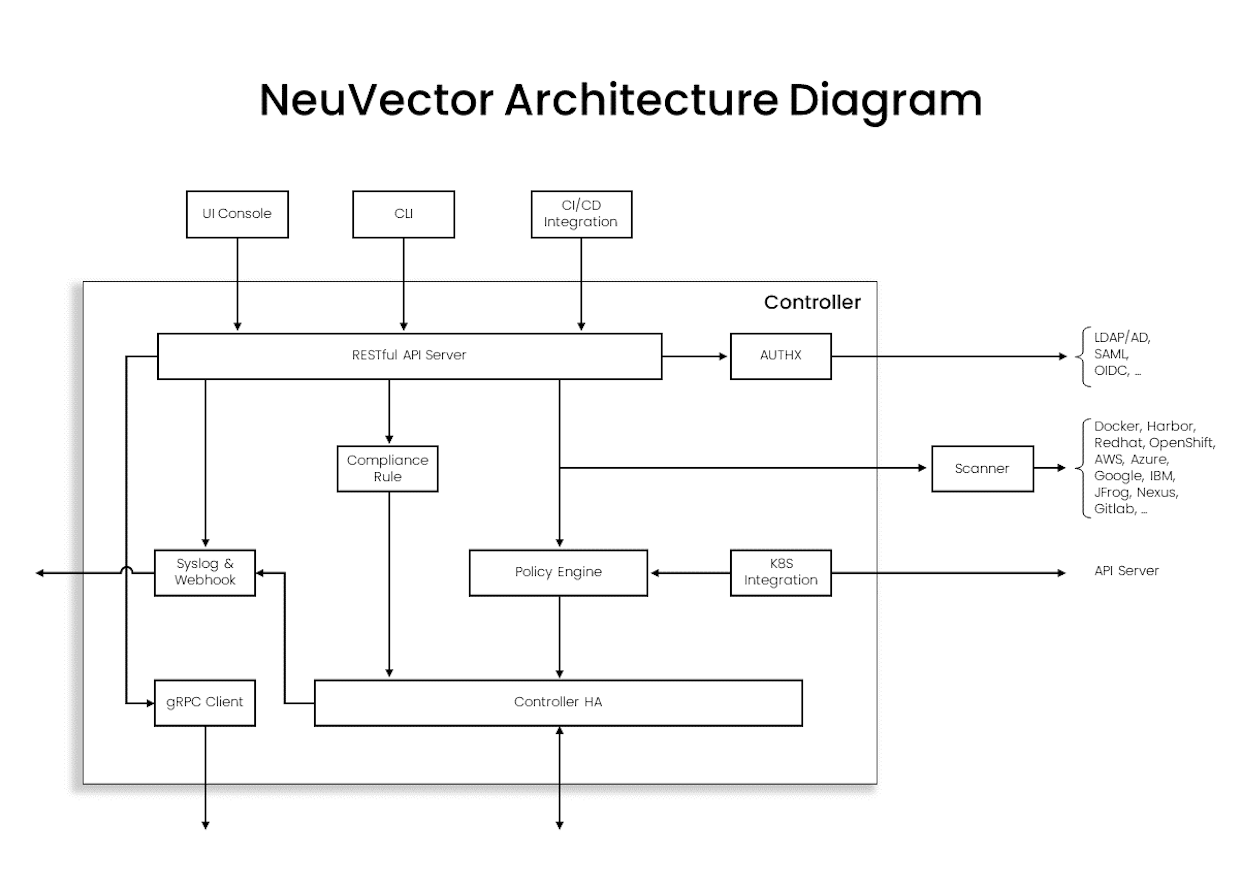 NeuVector Architecture Diagram
UI Console
CLI
CI/CD
Integration
Controller
RESTful API Server
AUTHX
LDAP/AD,
SAML,
OIDC, ...
Compliance
Rule
Scanner
Docker, Harbor,
Redhat, OpenShift,
AWS, Azure,
Google, IBM,
JFrog, Nexus,
Gitlab, ...
Syslog &
Webhook
Policy Engine
K8S
Integration
API Server
gRPC Client
Controller HA